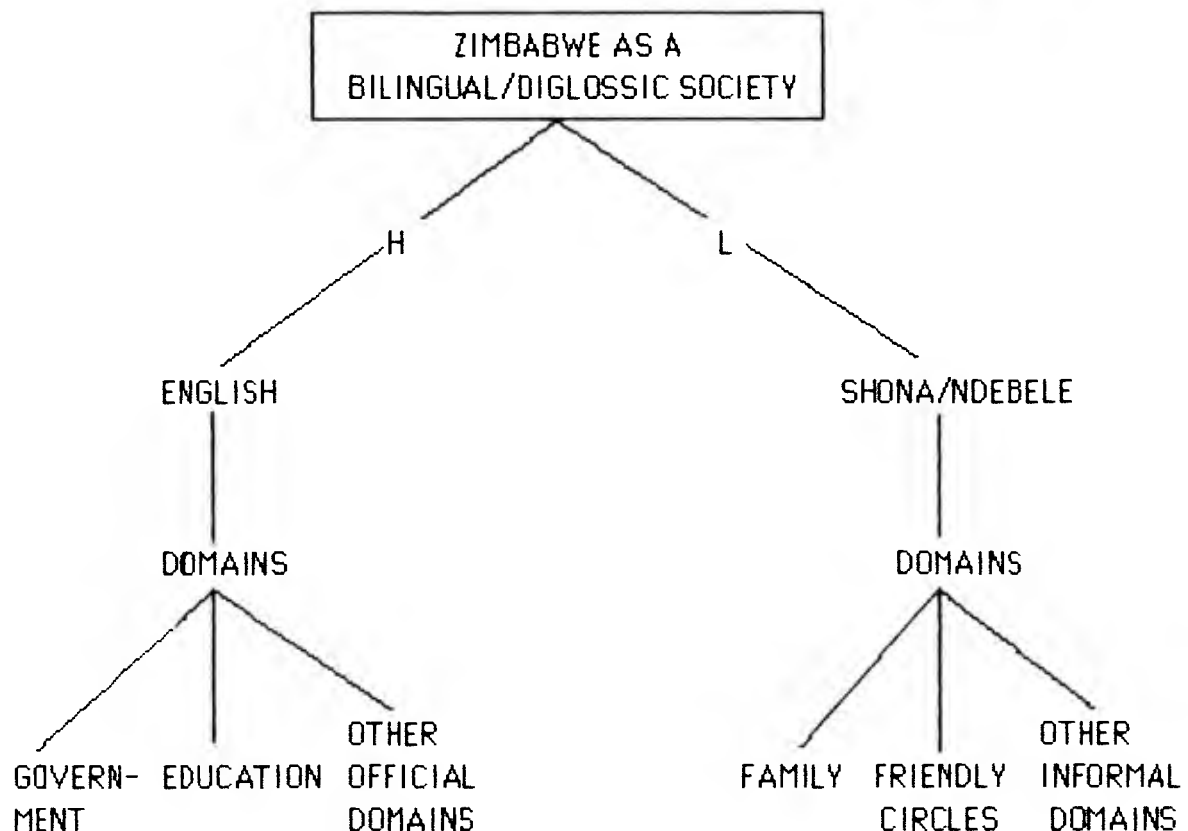 ZIMBABWE AS A
BILINGUAL/DIGLOSSIC SOCIETY
H
L
ENGLISH
SHONA/NDEBELE
DOMAINS
DOMAINS
GOVERN-
MENT
EDUCATION
OTHER
OFFICIAL
DOMAINS
FAMILY
FRIENDLY
CIRCLES
OTHER
INFORMAL
DOMAINS